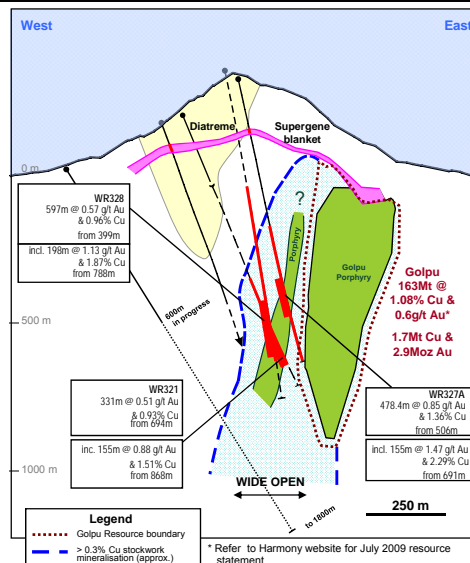 West
East
Diatreme
Supergene
blanket
0 m
WR328
597m @ 0.57 g/t Au
& 0.96% Cu
from 399m
incl. 198m @ 1.13 g/t Au
& 1.87% Cu
from 788m
?
Porphyry
Golpu
Porphyry
Golpu
163Mt @
1.08% Cu &
0.6g/t Au*
1.7Mt Cu &
2.9Moz Au
600m
in progress
500 m
WR321
331m @ 0.51 g/t Au
& 0.93% Cu
from 694m
inc. 155m @ 0.88 g/t Au
& 1.51% Cu
from 868m
WR327A
478.4m @ 0.85 g/t Au
& 1.36% Cu
from 506m
incl. 155m @ 1.47 g/t Au
& 2.29% Cu
from 691m
1000 m
WIDE OPEN
to 1800m
250 m
Legend
Golpu Resource boundary
> 0.3% Cu stockwork
mineralisation (approx.)
* Refer to Harmony website for July 2009 resource
statement